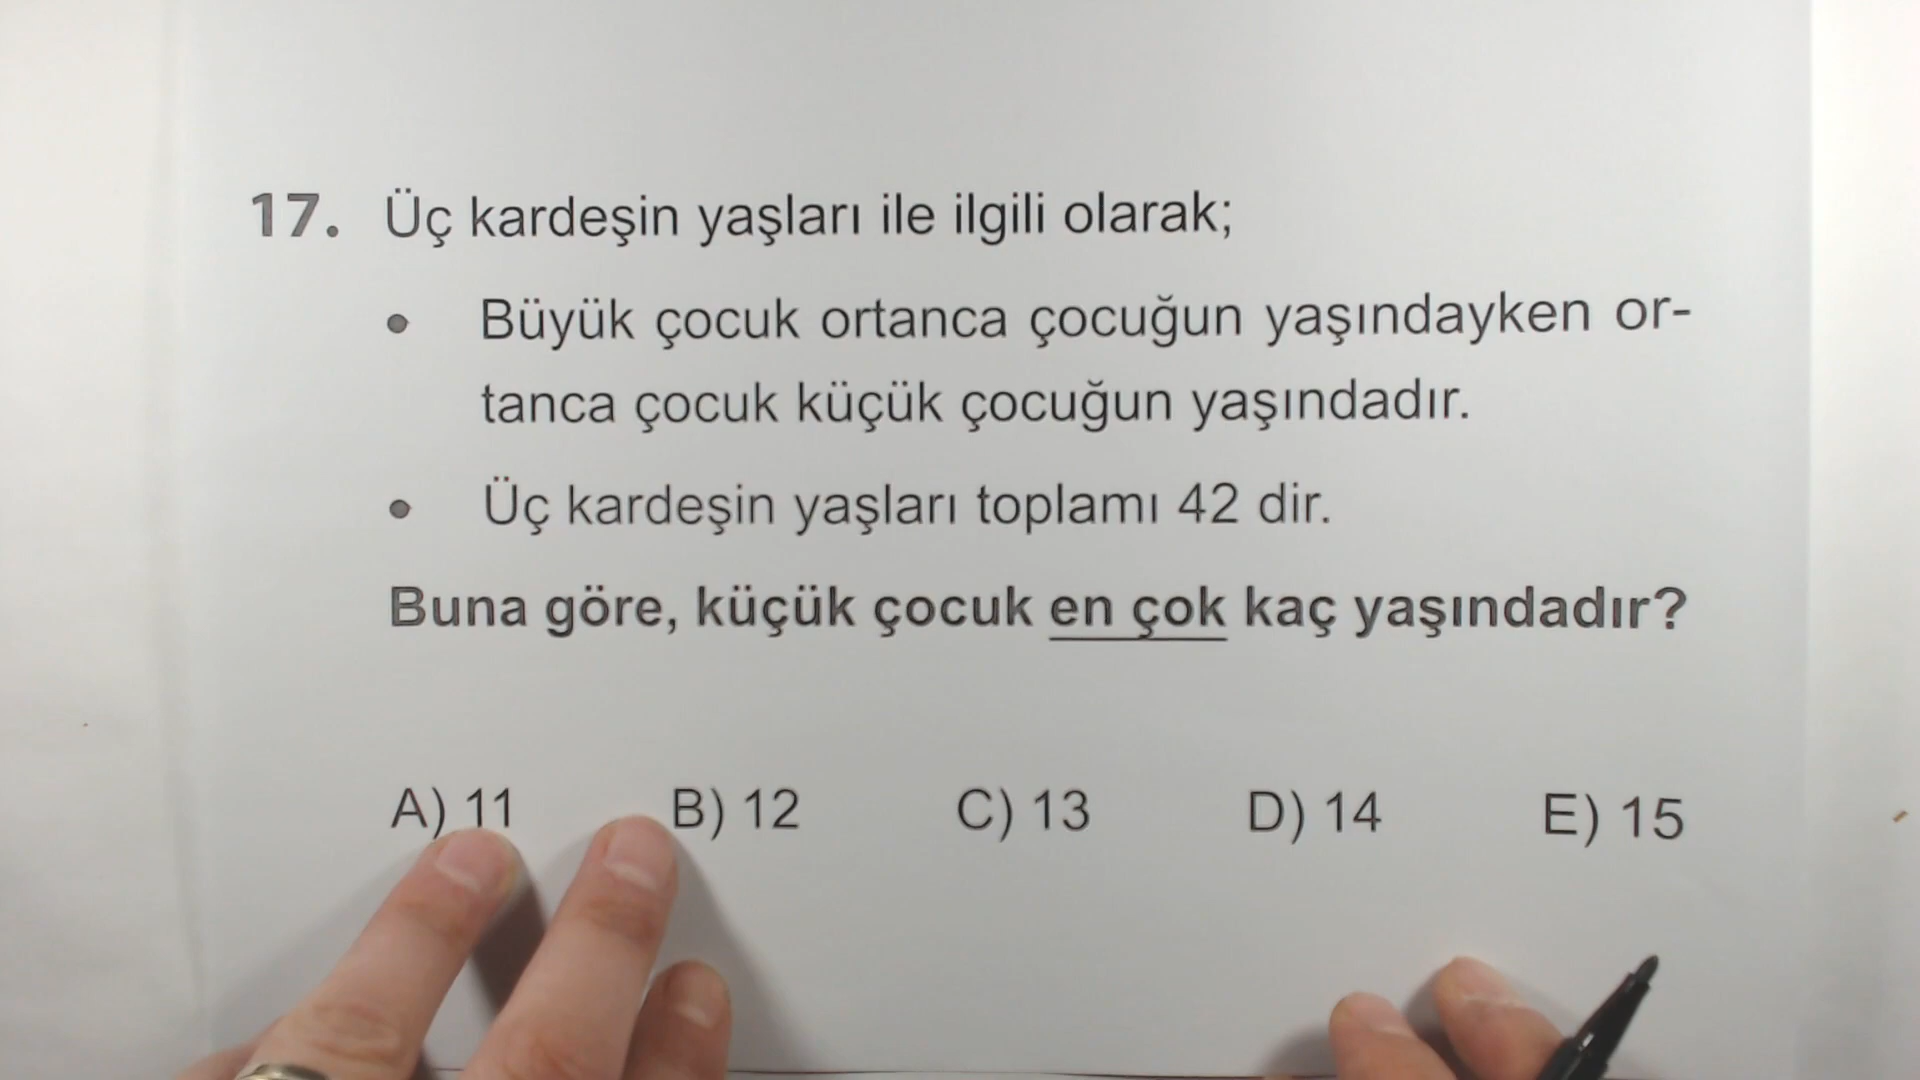 17. Üç kardeşin yaşları ile ilgili olarak;
• Büyük çocuk ortanca çocuğun yaşındayken or-
tanca çocuk küçük çocuğun yaşındadır.
• Üç kardeşin yaşları toplamı 42 dir.
Buna göre, küçük çocuk en çok kaç yaşındadır?
A) 11 B) 12 C) 13 D) 14 E) 15